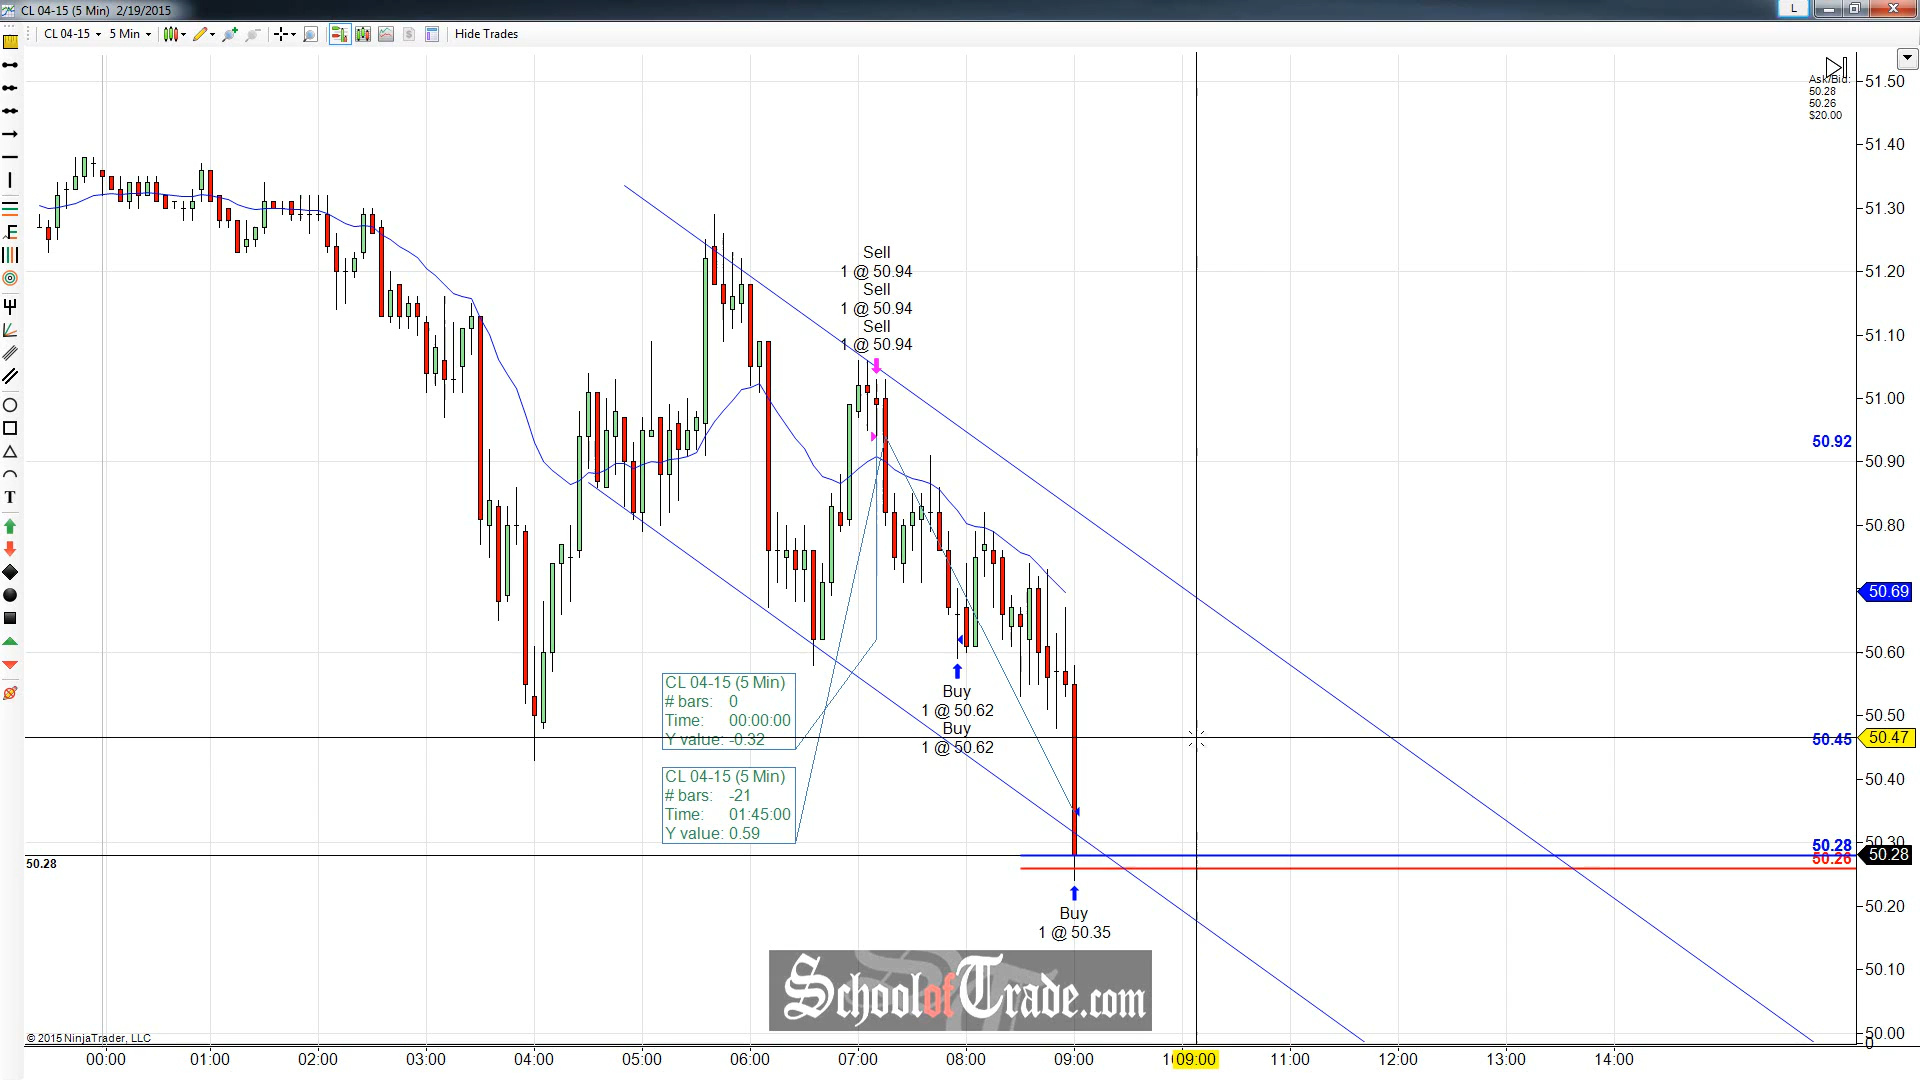 CL 04-15 (5 Min)  2/19/2015
L
CL 04-15
5 Min
Hide Trades
Ask/Bid:
50.28
50.26
$20.00
51.50
51.40
51.30
51.20
51.10
51.00
50.92
50.90
50.80
50.69
50.60
50.50
50.45
50.47
50.40
50.30
50.28
50.26
50.28
50.28
50.20
50.10
50.00
0
Sell
1 @ 50.94
Sell
1 @ 50.94
Sell
1 @ 50.94
CL 04-15 (5 Min)
# bars: 0
Time: 00:00:00
Y value: -0.32
CL 04-15 (5 Min)
# bars: -21
Time: 01:45:00
Y value: 0.59
Buy
1 @ 50.62
Buy
1 @ 50.62
Buy
1 @ 50.35
SchoolofTrade.com
© 2015 NinjaTrader, LLC
00:00
01:00
02:00
03:00
04:00
05:00
06:00
07:00
08:00
09:00
09:00
11:00
12:00
13:00
14:00